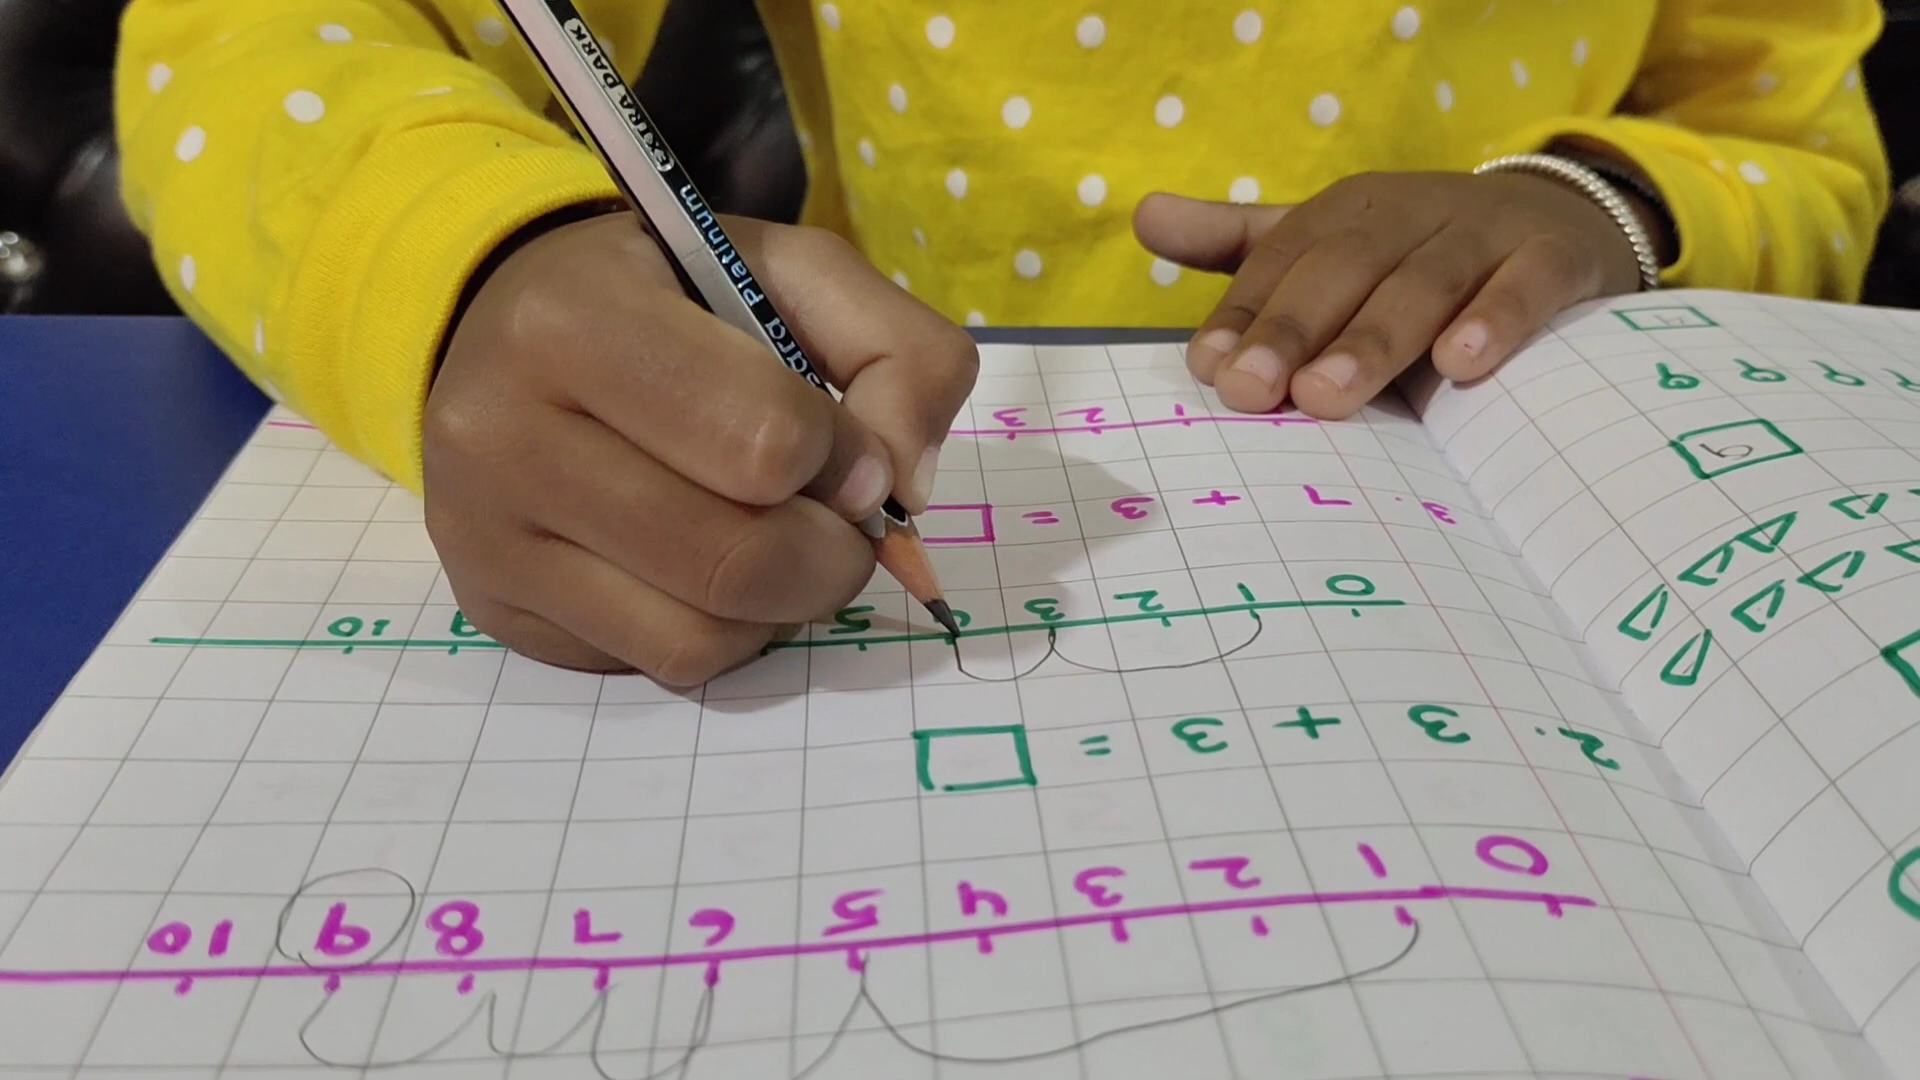 0 1 2 3 4 5 6 7 8 9 10
2. 3 + 3 =
0 1 2 3 5 9 10
3. 7 + 3 =
1 2 3
sara Platinum EXTRA DARK